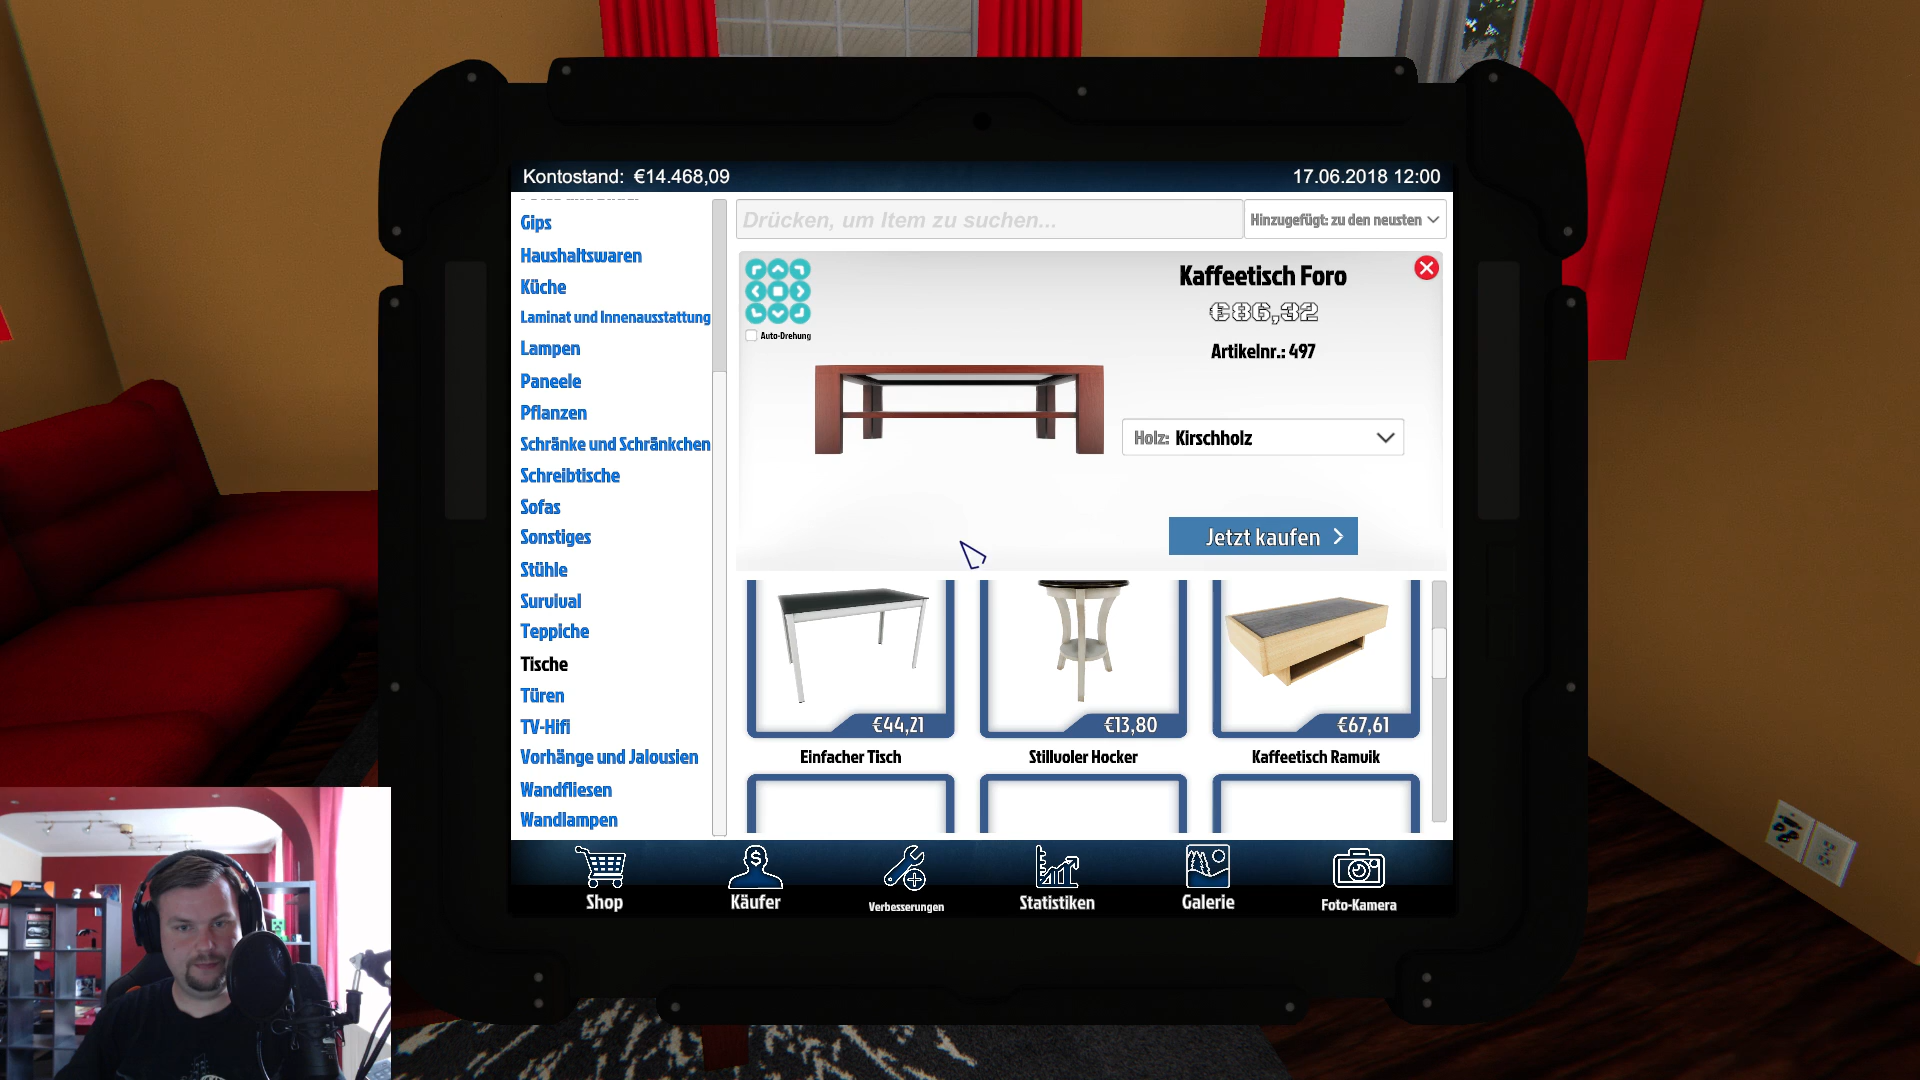 Kontostand: €14.468,09
17.06.2018 12:00
Gips
Haushaltswaren
Küche
Laminat und Innenausstattung
Lampen
Paneele
Pflanzen
Schränke und Schränkchen
Schreibtische
Sofas
Sonstiges
Stühle
Survival
Teppiche
Tische
Türen
TV-Hifi
Vorhänge und Jalousien
Wandfliesen
Wandlampen
Drücken, um Item zu suchen...
Hinzugefügt: zu den neusten
Auto-Drehung
Kaffeetisch Foro
€86,32
Artikelnr.: 497
Holz: Kirschholz
Jetzt kaufen
€44,21
€13,80
€67,61
Einfacher Tisch
Stillvoler Hocker
Kaffeetisch Ramvik
Shop
Käufer
Verbesserungen
Statistiken
Galerie
Foto-Kamera